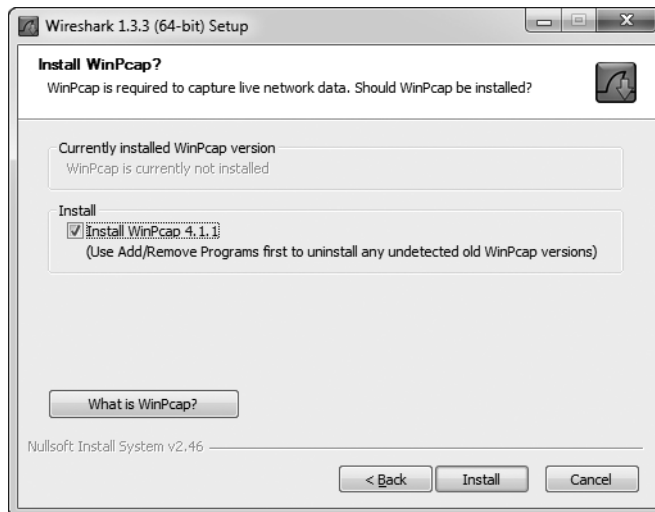 Wireshark 1.3.3 (64-bit) Setup
Install WinPcap?
WinPcap is required to capture live network data. Should WinPcap be installed?
Currently installed WinPcap version
WinPcap is currently not installed
Install
Install WinPcap 4.1.1
(Use Add/Remove Programs first to uninstall any undetected old WinPcap versions)
What is WinPcap?
Nullsoft Install System v2.46
< Back
Install
Cancel